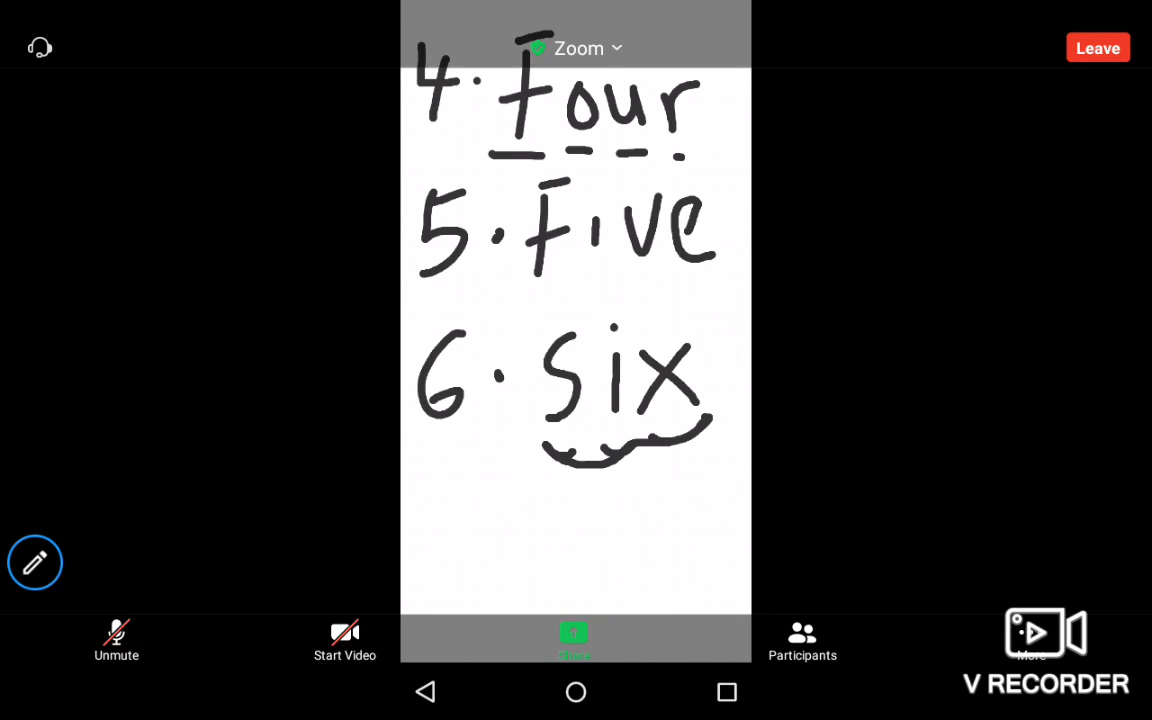 Zoom
Leave
4. Four
5. Five
6. six
Unmute
Start Video
Share
Participants
More
V RECORDER